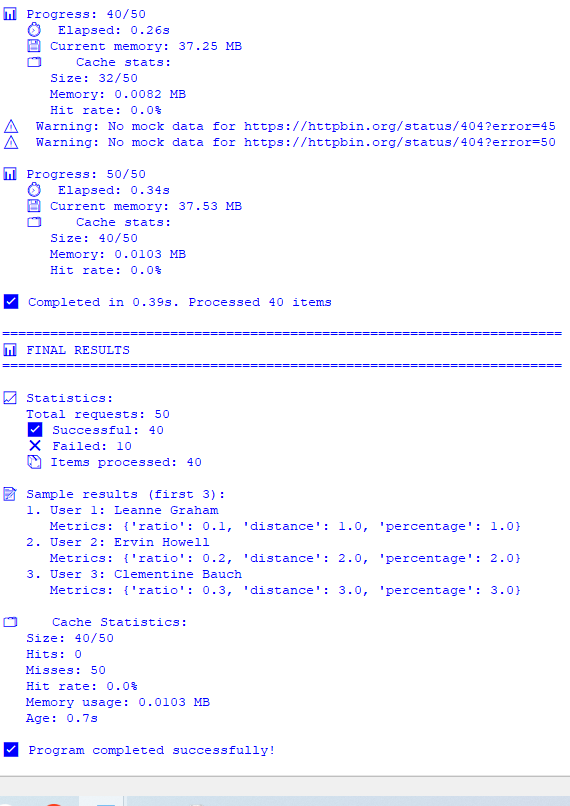 Progress: 40/50
Elapsed: 0.26s
Current memory: 37.25 MB
Cache stats:
Size: 32/50
Memory: 0.0082 MB
Hit rate: 0.0%
Warning: No mock data for https://httpbin.org/status/404?error=45
Warning: No mock data for https://httpbin.org/status/404?error=50
Progress: 50/50
Elapsed: 0.34s
Current memory: 37.53 MB
Cache stats:
Size: 40/50
Memory: 0.0103 MB
Hit rate: 0.0%
Completed in 0.39s. Processed 40 items
======================================================================
FINAL RESULTS
======================================================================
Statistics:
Total requests: 50
Successful: 40
Failed: 10
Items processed: 40
Sample results (first 3):
1. User 1: Leanne Graham
Metrics: {'ratio': 0.1, 'distance': 1.0, 'percentage': 1.0}
2. User 2: Ervin Howell
Metrics: {'ratio': 0.2, 'distance': 2.0, 'percentage': 2.0}
3. User 3: Clementine Bauch
Metrics: {'ratio': 0.3, 'distance': 3.0, 'percentage': 3.0}
Cache Statistics:
Size: 40/50
Hits: 0
Misses: 50
Hit rate: 0.0%
Memory usage: 0.0103 MB
Age: 0.7s
Program completed successfully!